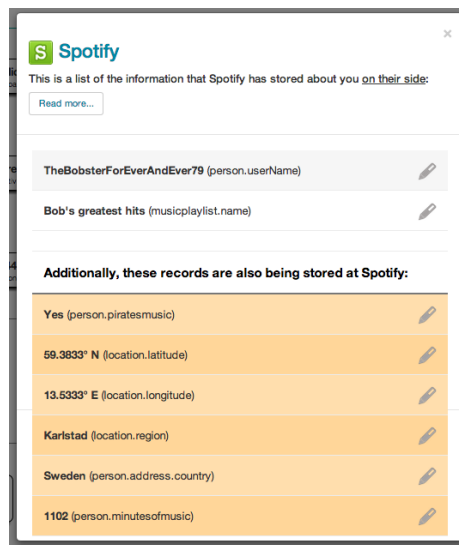 ×
S Spotify
This is a list of the information that Spotify has stored about you on their side:
Read more...
TheBobsterForEverAndEver79 (person.userName)
Bob's greatest hits (musicplaylist.name)
Additionally, these records are also being stored at Spotify:
Yes (person.piratesmusic)
59.3833° N (location.latitude)
13.5333° E (location.longitude)
Karlstad (location.region)
Sweden (person.address.country)
1102 (person.minutesofmusic)